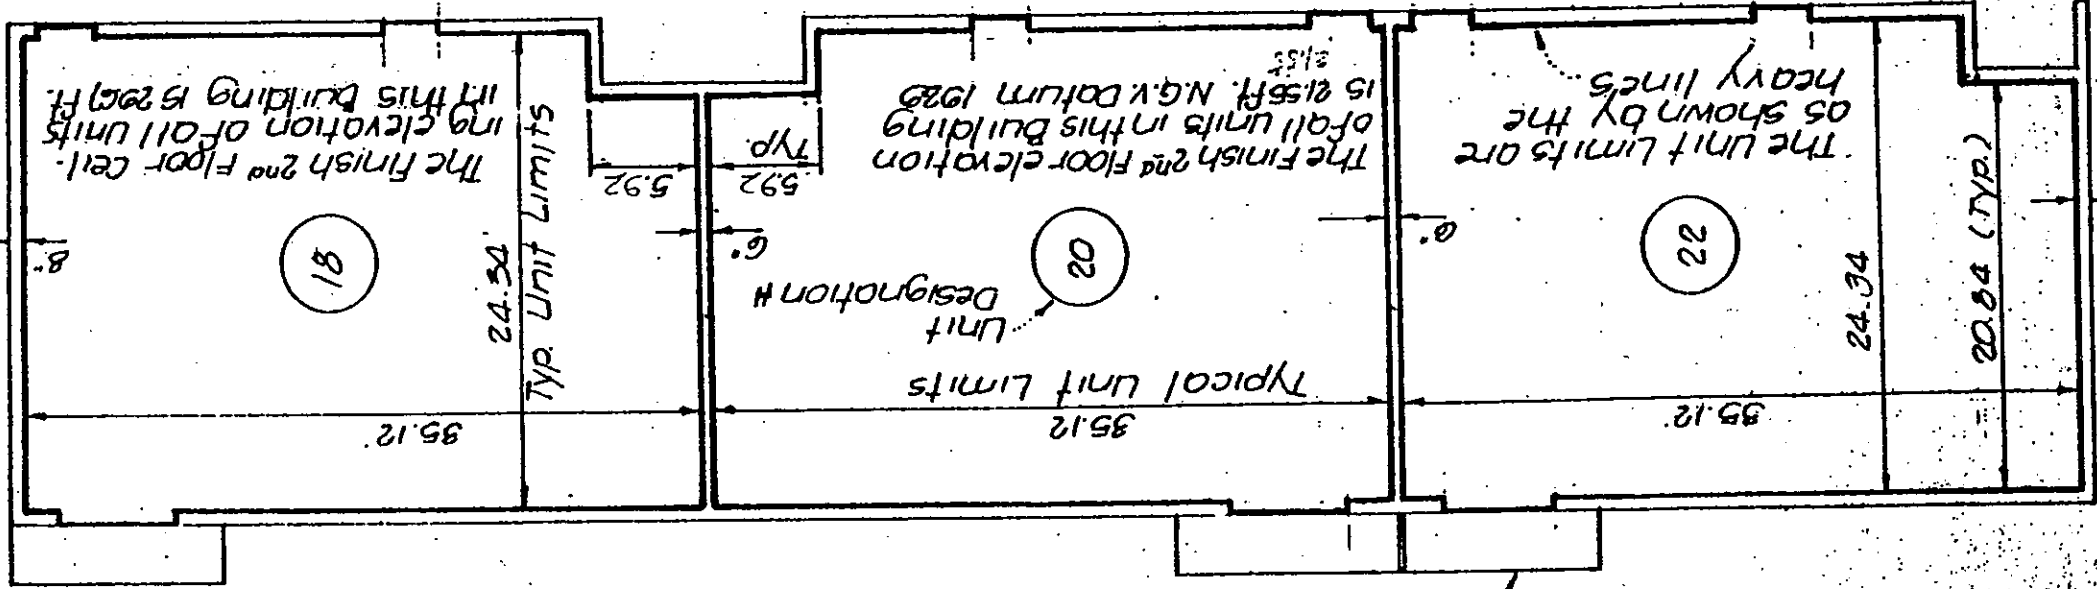 35.12'
35.12
35.12'
Typical Unit Limits
20.84 (Typ.)
24.34
24.34
Typ. Unit Limits
Unit
Designation #
22
20
18
6"
6"
8"
5.92
5.92
Typ.
The Unit Limits are
as shown by the
heavy lines
The Finish 2nd Floor elevation
of all units in this Building
is 21.56 ft. N.G.V. Datum 1929
The Finish 2nd Floor Ceil-
ing elevation of all units
in this Building is ft.